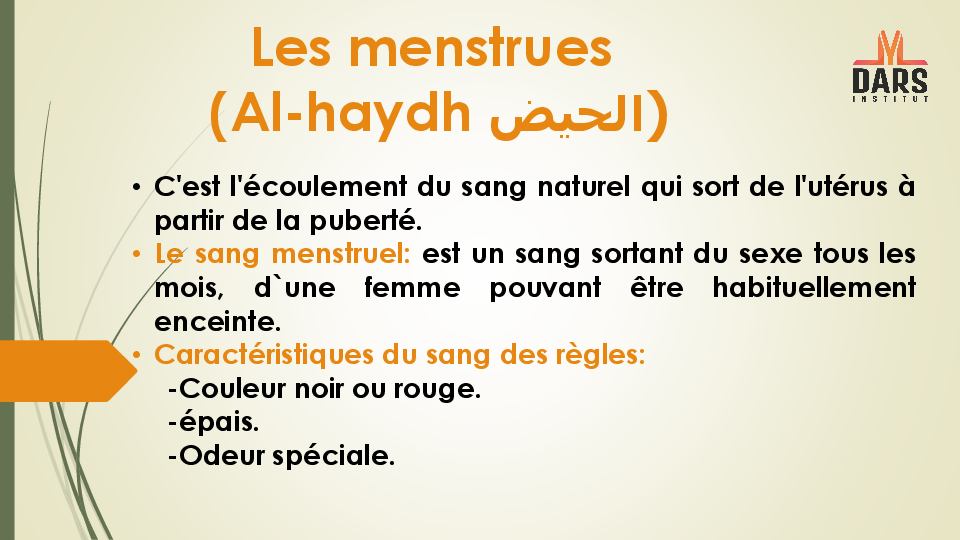 Les menstrues
(Al-haydh الحيض)
DARS
INSTITUT
• C'est l'écoulement du sang naturel qui sort de l'utérus à
partir de la puberté.
• Le sang menstruel: est un sang sortant du sexe tous les
mois, d`une femme pouvant être habituellement
enceinte.
• Caractéristiques du sang des règles:
-Couleur noir ou rouge.
-épais.
-Odeur spéciale.